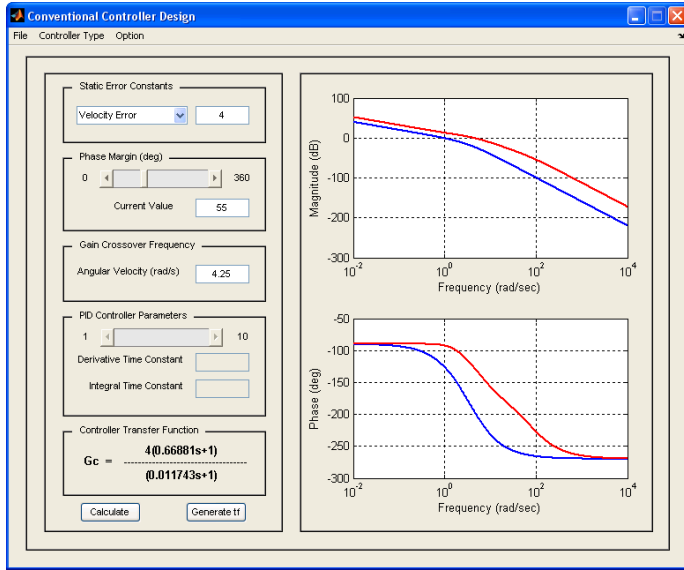 Conventional Controller Design
File Controller Type Option
Static Error Constants
Velocity Error 4
Phase Margin (deg)
0 360
Current Value 55
Gain Crossover Frequency
Angular Velocity (rad/s) 4.25
PID Controller Parameters
1 10
Derivative Time Constant
Integral Time Constant
Controller Transfer Function
Gc = 4(0.66881s+1)
(0.011743s+1)
Calculate Generate tf
100
0
-100
-200
-300
Magnitude (dB)
10^-2 10^0 10^2 10^4
Frequency (rad/sec)
-50
-100
-150
-200
-250
-300
Phase (deg)
10^-2 10^0 10^2 10^4
Frequency (rad/sec)